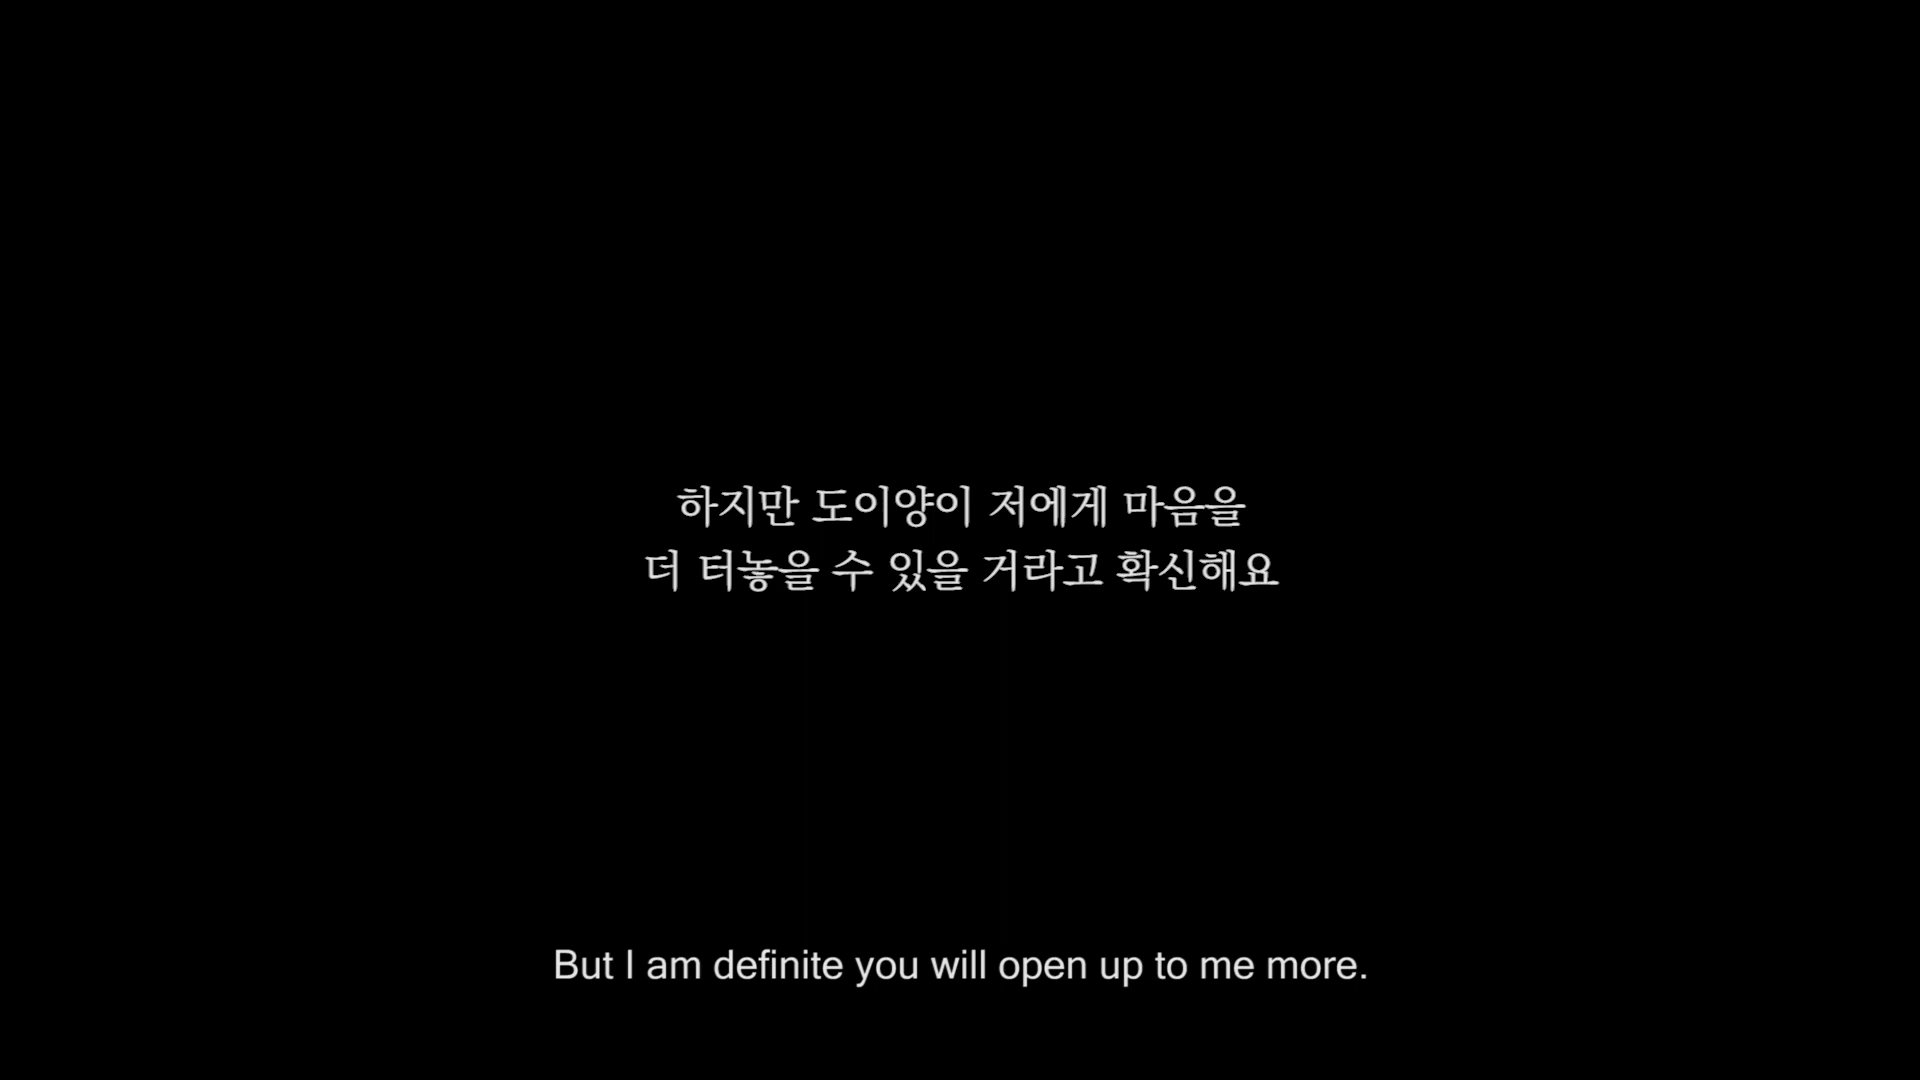 하지만 도이양이 저에게 마음을
더 터놓을 수 있을 거라고 확신해요
But I am definite you will open up to me more.